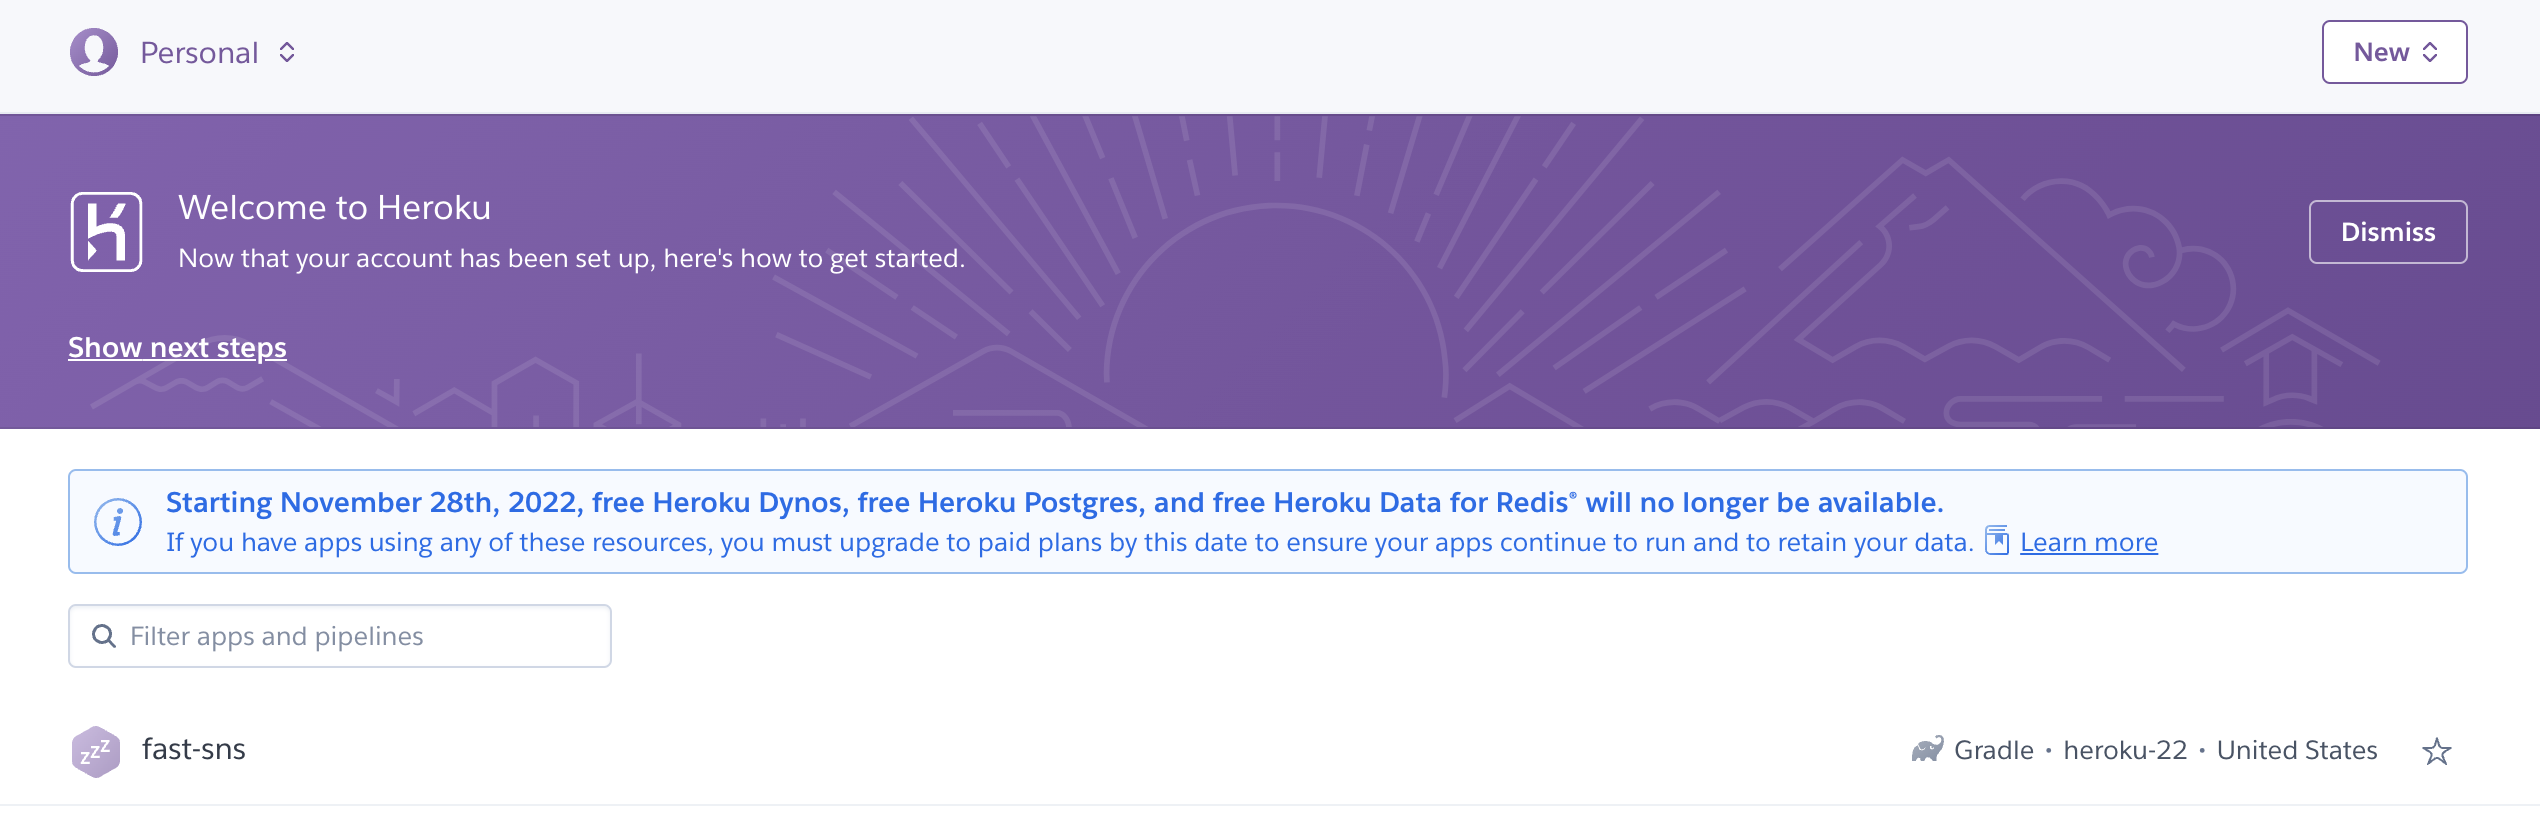 Personal
New
Welcome to Heroku
Now that your account has been set up, here's how to get started.
Dismiss
Show next steps
Starting November 28th, 2022, free Heroku Dynos, free Heroku Postgres, and free Heroku Data for Redis® will no longer be available.
If you have apps using any of these resources, you must upgrade to paid plans by this date to ensure your apps continue to run and to retain your data. Learn more
Filter apps and pipelines
zzZ fast-sns
Gradle • heroku-22 • United States